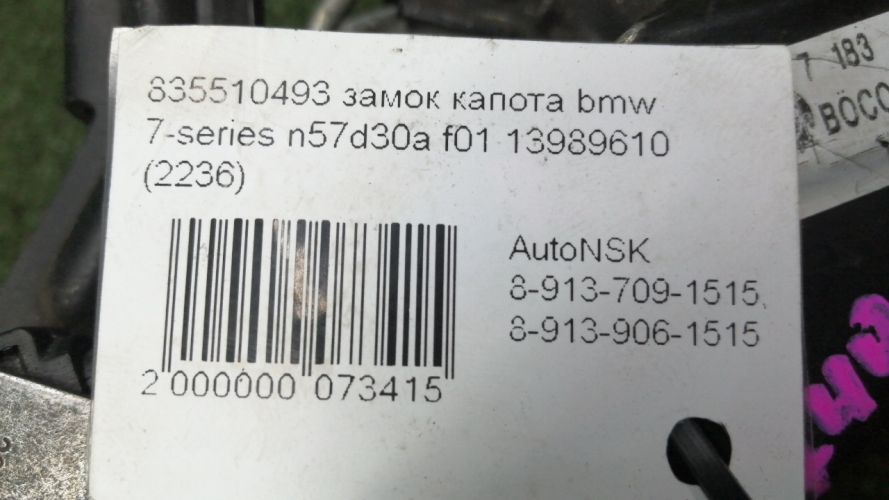 835510493 замок капота bmw
7-series n57d30a f01 13989610
(2236)
AutoNSK
8-913-709-1515,
8-913-906-1515
2 000000 073415
7 183